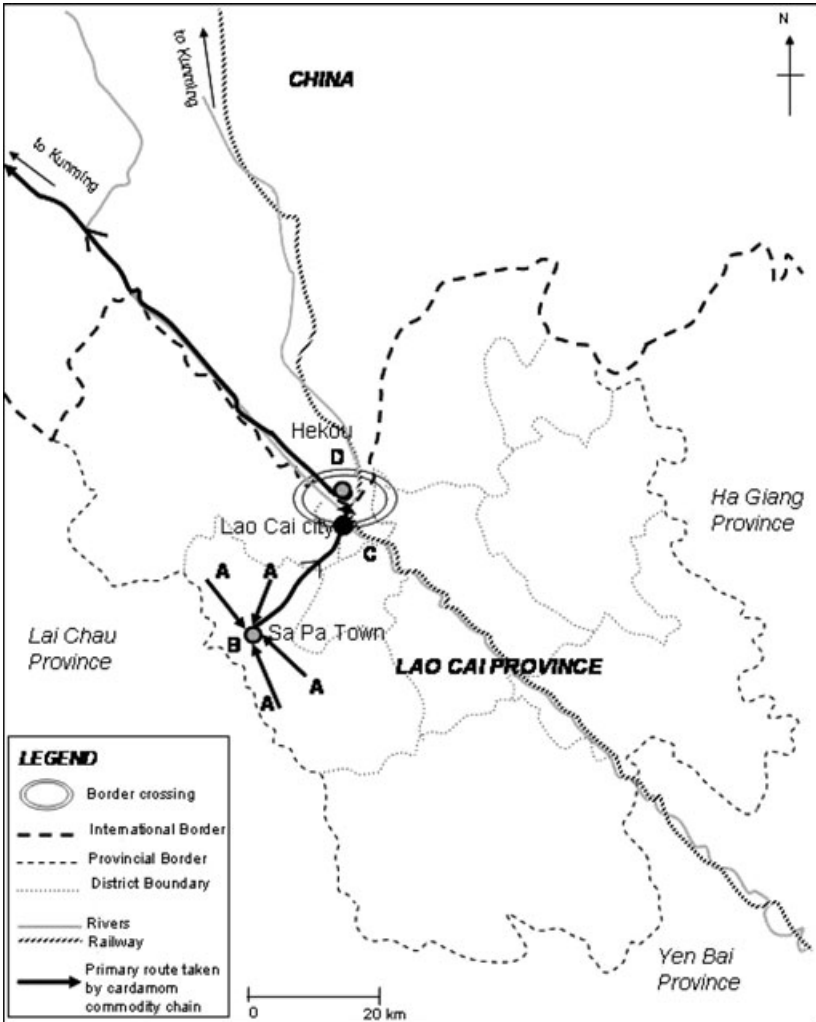 N
to Kunming
CHINA
to Kunming
Hekou
D
Ha Giang
Province
Lao Cai city
C
A
A
Lai Chau
Province
B
Sa Pa Town
LAO CAI PROVINCE
A
A
LEGEND
Border crossing
International Border
Provincial Border
District Boundary
Rivers
Railway
Primary route taken
by cardamom
commodity chain
Yen Bai
Province
0
20 km